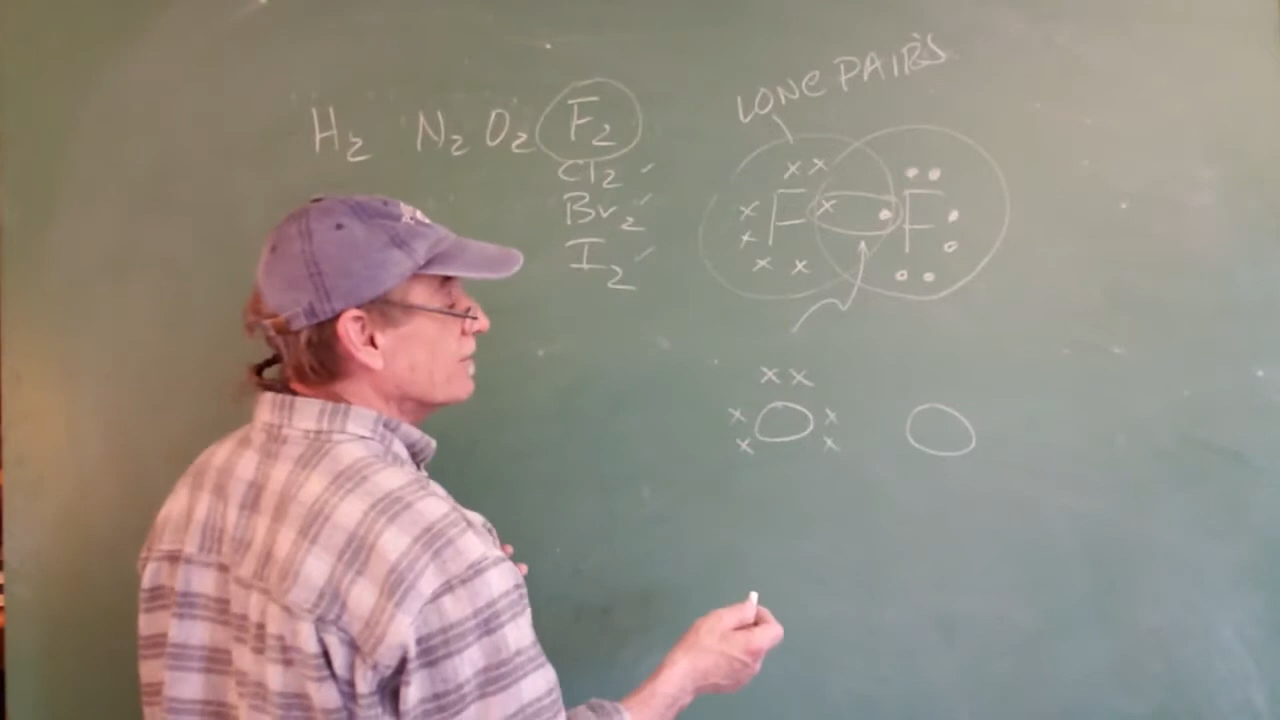 LONE PAIRS
H₂ N₂ O₂ F₂
Cl₂ ✓
Br₂ ✓
I₂ ✓
x x
x F x • F • •
x
x x
• •
•
•
• •
x x
x O x O
x x